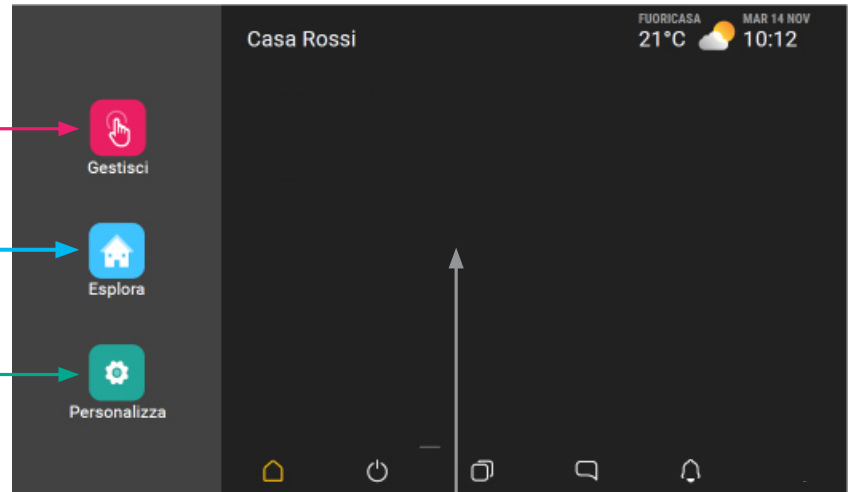 Casa Rossi
FUORICASA
21°C
MAR 14 NOV
10:12
Gestisci
Esplora
Personalizza